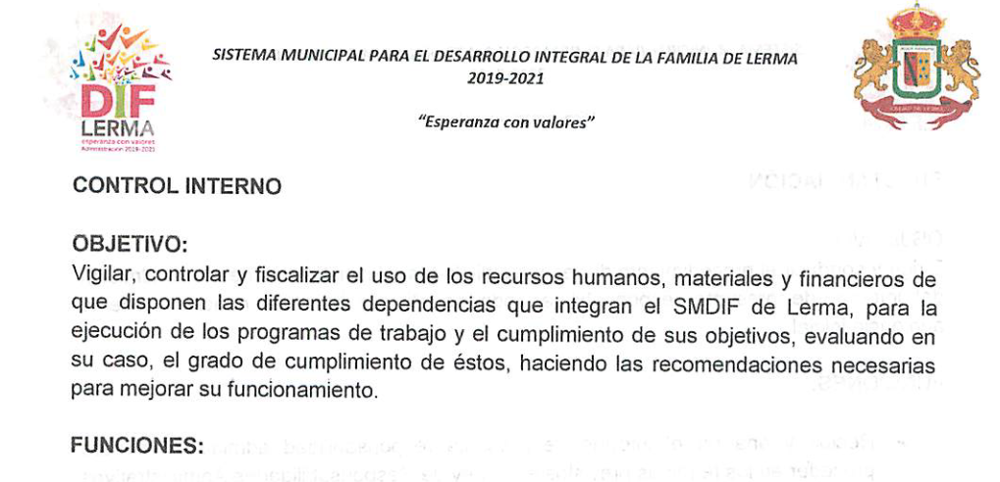 SISTEMA MUNICIPAL PARA EL DESARROLLO INTEGRAL DE LA FAMILIA DE LERMA
2019-2021
"Esperanza con valores"
DIF
LERMA
esperanza con valores
Administración 2019-2021
CONTROL INTERNO
OBJETIVO:
Vigilar, controlar y fiscalizar el uso de los recursos humanos, materiales y financieros de
que disponen las diferentes dependencias que integran el SMDIF de Lerma, para la
ejecución de los programas de trabajo y el cumplimiento de sus objetivos, evaluando en
su caso, el grado de cumplimiento de éstos, haciendo las recomendaciones necesarias
para mejorar su funcionamiento.
FUNCIONES: